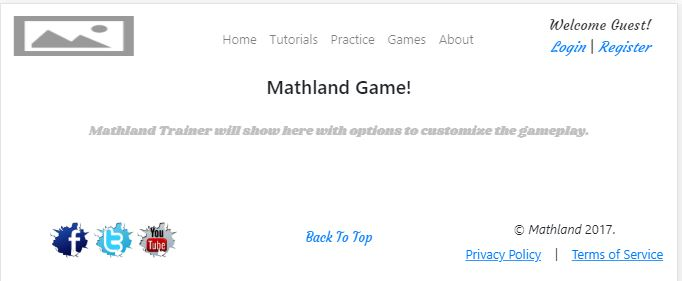 Welcome Guest!
Home Tutorials Practice Games About
Login | Register
Mathland Game!
Mathland Trainer will show here with options to customize the gameplay.
f t You Tube
Back To Top
© Mathland 2017.
Privacy Policy | Terms of Service